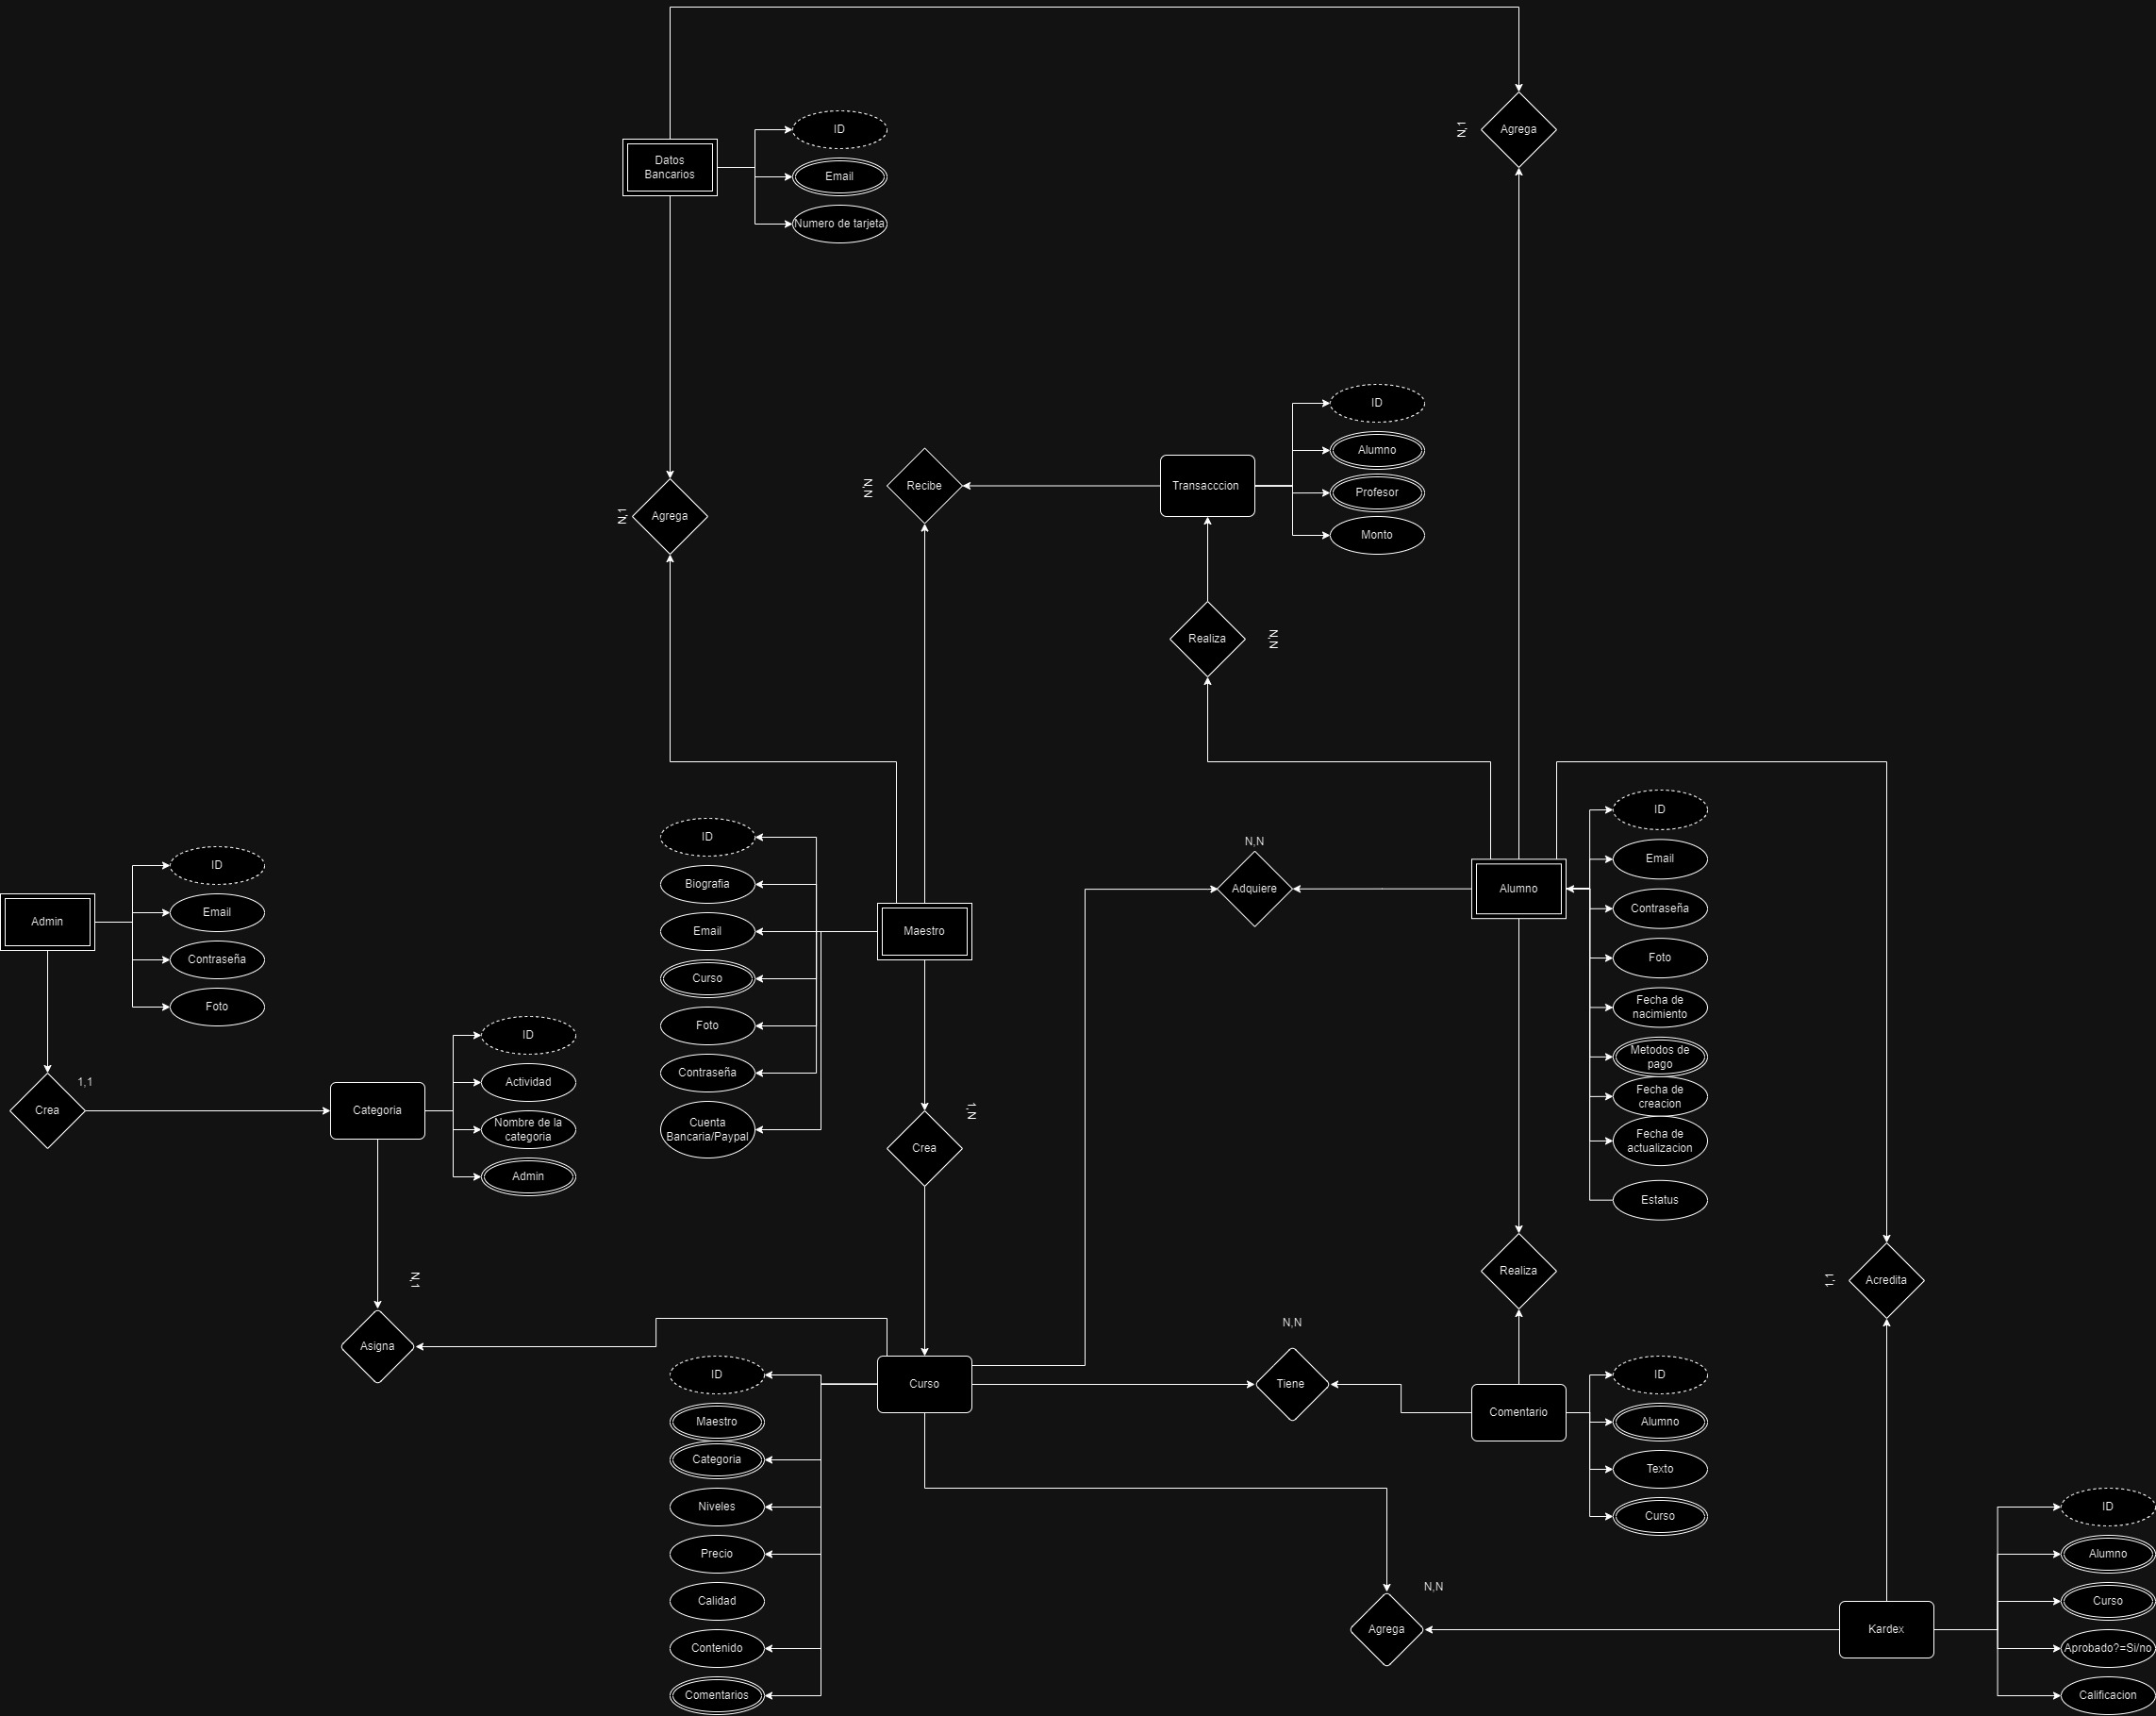 Agrega
N,1
Datos
Bancarios
ID
Email
Numero de tarjeta
Agrega
N,1
Recibe
N,N
Transacccion
ID
Alumno
Profesor
Monto
Realiza
N,N
Admin
ID
Email
Contraseña
Foto
Crea
1,1
Categoria
ID
Actividad
Nombre de la
categoria
Admin
Asigna
N,1
ID
Biografia
Email
Curso
Foto
Contraseña
Cuenta
Bancaria/Paypal
Maestro
Crea
1,N
N,N
Adquiere
Alumno
ID
Email
Contraseña
Foto
Fecha de
nacimiento
Metodos de
pago
Fecha de
creacion
Fecha de
actualizacion
Estatus
Realiza
1,1
Acredita
Curso
ID
Maestro
Categoria
Niveles
Precio
Calidad
Contenido
Comentarios
N,N
Tiene
Comentario
ID
Alumno
Texto
Curso
N,N
Agrega
Kardex
ID
Alumno
Curso
Aprobado?=Si/no
Calificacion